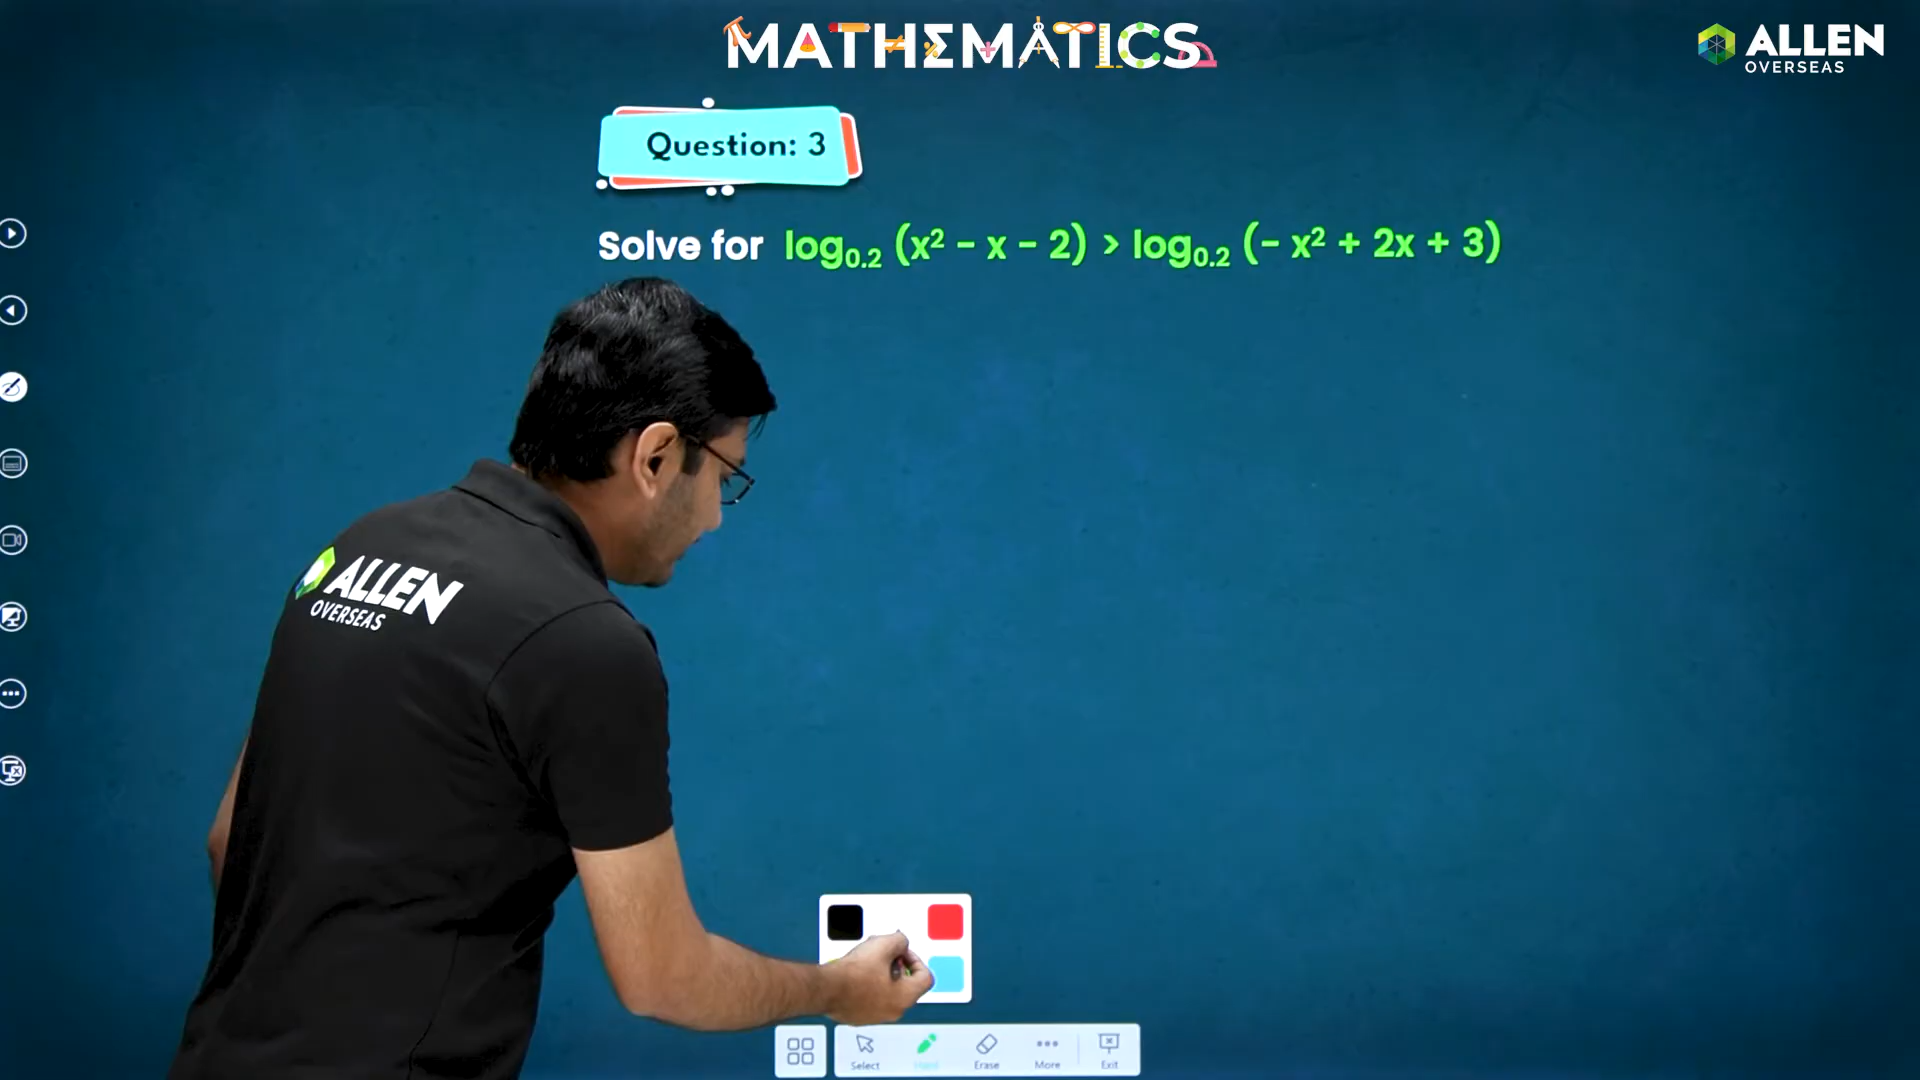 MATHEMATICS
ALLEN
OVERSEAS
Question: 3
Solve for log₀.₂ (x² – x – 2) > log₀.₂ (– x² + 2x + 3)
ALLEN
OVERSEAS
Select
Erase
More
Exit